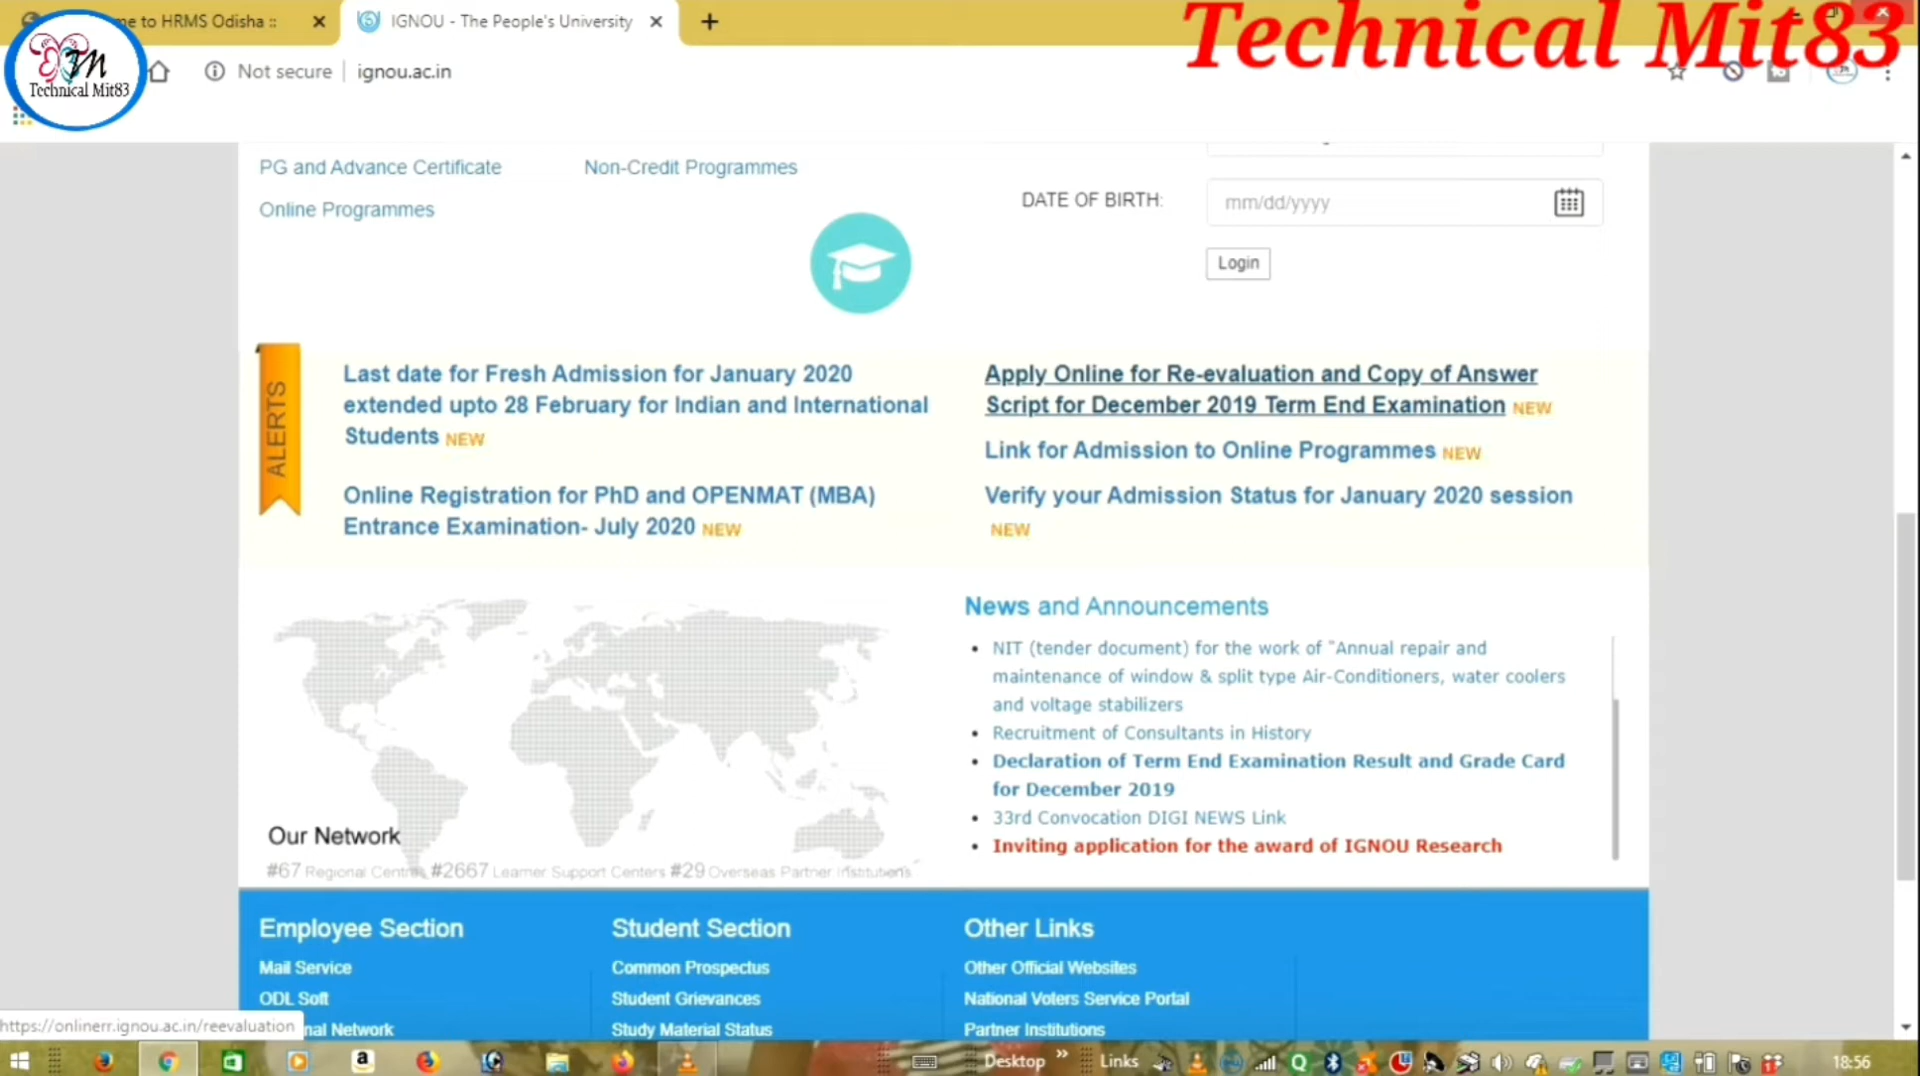 me to HRMS Odisha ::
IGNOU - The People's University
Technical Mit83
TM
Technical Mit83
Not secure
ignou.ac.in
PG and Advance Certificate
Non-Credit Programmes
Online Programmes
DATE OF BIRTH:
mm/dd/yyyy
Login
ALERTS
Last date for Fresh Admission for January 2020
extended upto 28 February for Indian and International
Students NEW
Online Registration for PhD and OPENMAT (MBA)
Entrance Examination- July 2020 NEW
Apply Online for Re-evaluation and Copy of Answer
Script for December 2019 Term End Examination NEW
Link for Admission to Online Programmes NEW
Verify your Admission Status for January 2020 session
NEW
Our Network
#67 Regional Centres #2667 Learner Support Centers #29 Overseas Partner Institutions
News and Announcements
NIT (tender document) for the work of "Annual repair and
maintenance of window & split type Air-Conditioners, water coolers
and voltage stabilizers
Recruitment of Consultants in History
Declaration of Term End Examination Result and Grade Card
for December 2019
33rd Convocation DIGI NEWS Link
Inviting application for the award of IGNOU Research
Employee Section
Mail Service
ODL Soft
nal Network
Student Section
Common Prospectus
Student Grievances
Study Material Status
Other Links
Other Official Websites
National Voters Service Portal
Partner Institutions
https://onlinerr.ignou.ac.in/reevaluation
Desktop
Links
18:56